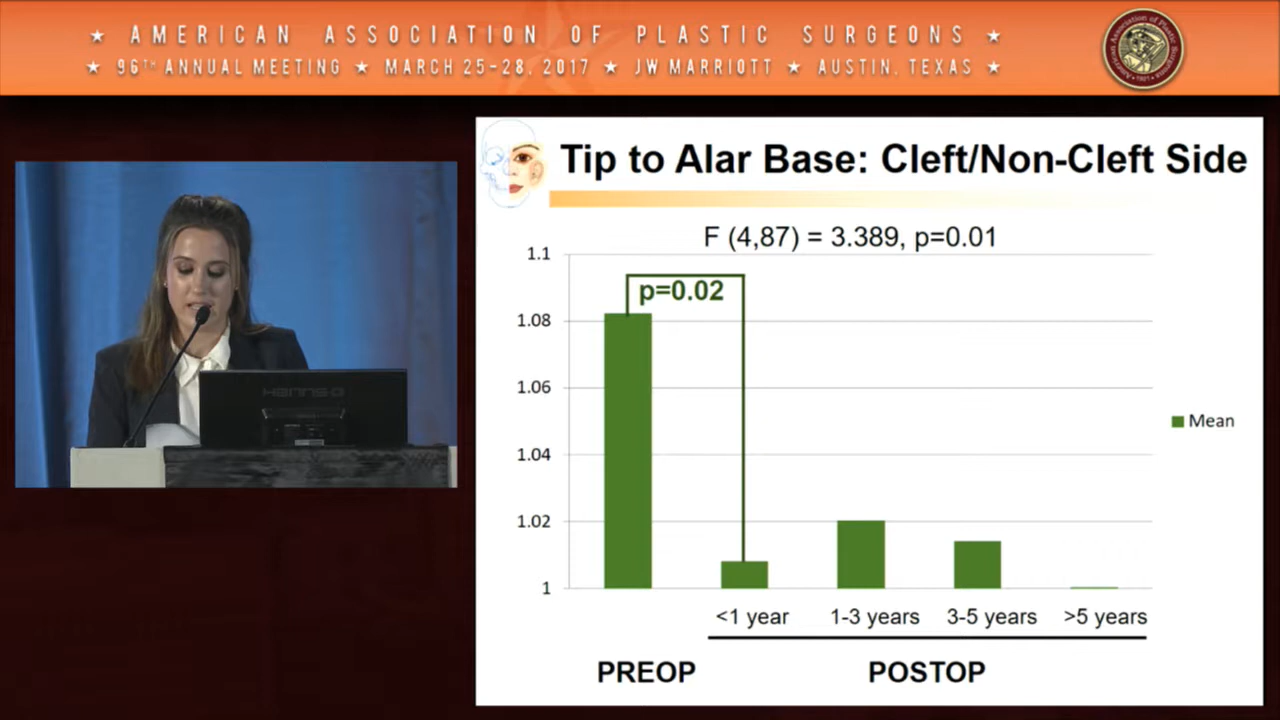 ★ AMERICAN ASSOCIATION OF PLASTIC SURGEONS ★
★ 96TH ANNUAL MEETING ★ MARCH 25-28, 2017 ★ JW MARRIOTT ★ AUSTIN, TEXAS ★
Tip to Alar Base: Cleft/Non-Cleft Side
F (4,87) = 3.389, p=0.01
1.1
p=0.02
1.08
1.06
1.04
1.02
1
Mean
<1 year 1-3 years 3-5 years >5 years
PREOP POSTOP